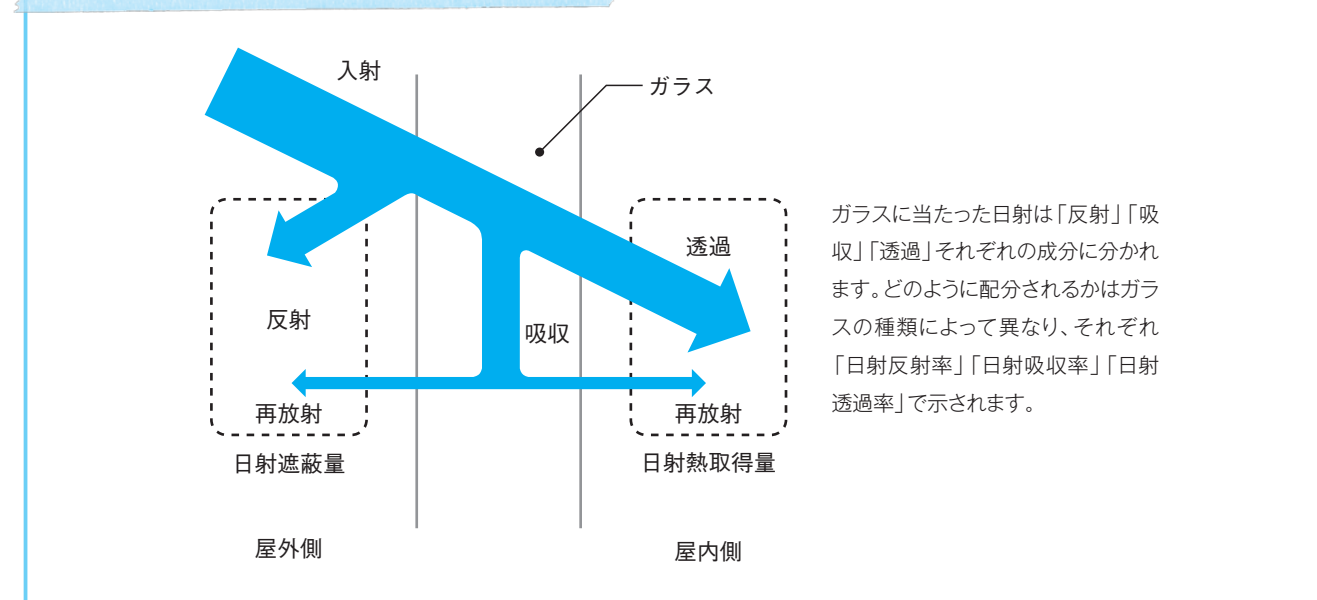 入射
ガラス
透過
反射
吸収
再放射
再放射
日射遮蔽量
日射熱取得量
屋外側
屋内側
ガラスに当たった日射は「反射」「吸
収」「透過」それぞれの成分に分かれ
ます。どのように配分されるかはガラ
スの種類によって異なり、それぞれ
「日射反射率」「日射吸収率」「日射
透過率」で示されます。